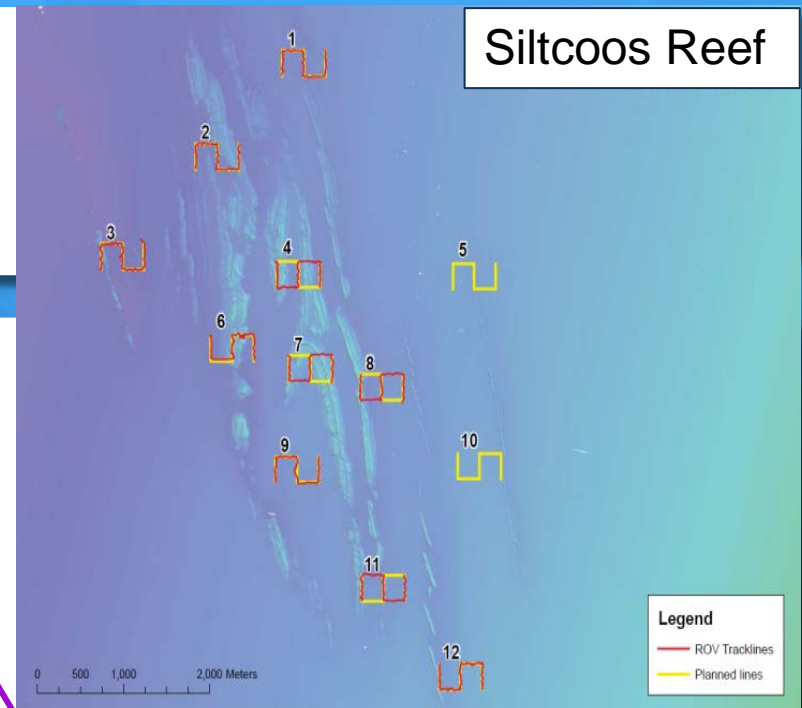 Siltcoos Reef
1
2
3
4
5
6
7
8
9
10
11
12
0 500 1,000 2,000 Meters
Legend
ROV Tracklines
Planned lines